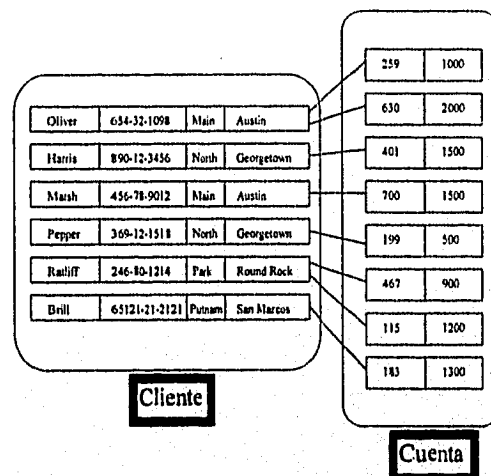 Oliver 654-32-1098 Main Austin
Harris 890-12-3456 North Georgetown
Marsh 456-78-9012 Main Austin
Pepper 369-12-1518 North Georgetown
Ratliff 246-80-1214 Park Round Rock
Brill 65121-21-2121 Putnam San Marcos
Cliente
259 1000
630 2000
401 1500
700 1500
199 500
467 900
115 1200
183 1300
Cuenta